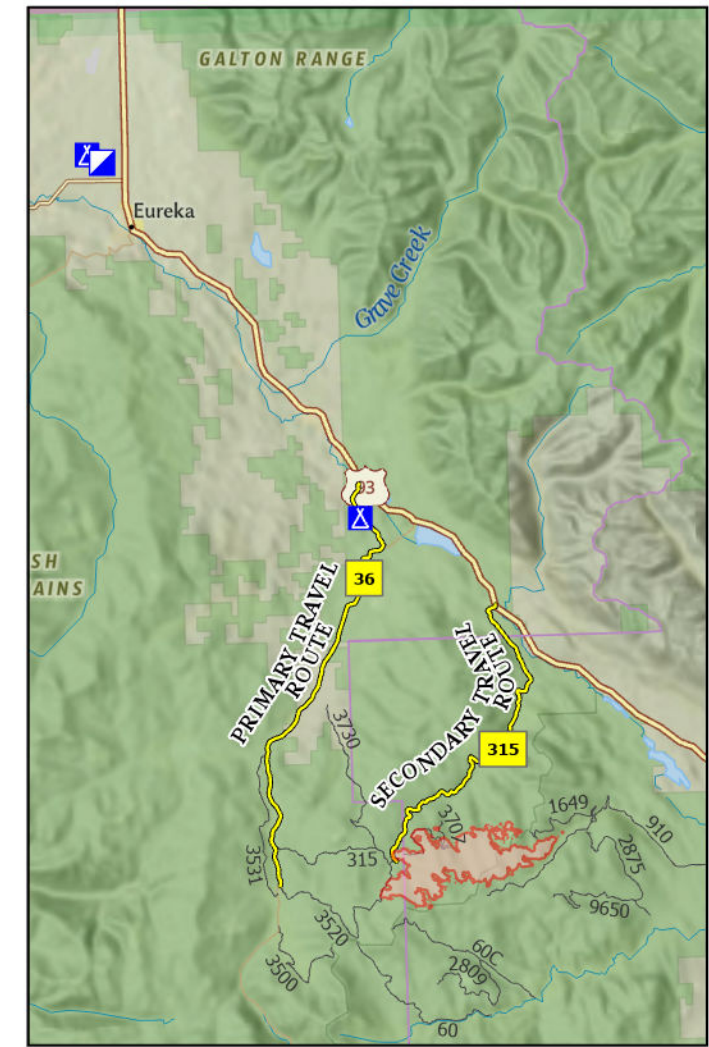 GALTON RANGE
Eureka
Grave Creek
93
SH
AINS
36
PRIMARY TRAVEL
ROUTE
SECONDARY TRAVEL
ROUTE
315
3730
3707
1649
910
315
2875
3531
9650
3520
60C
3500
2809
60